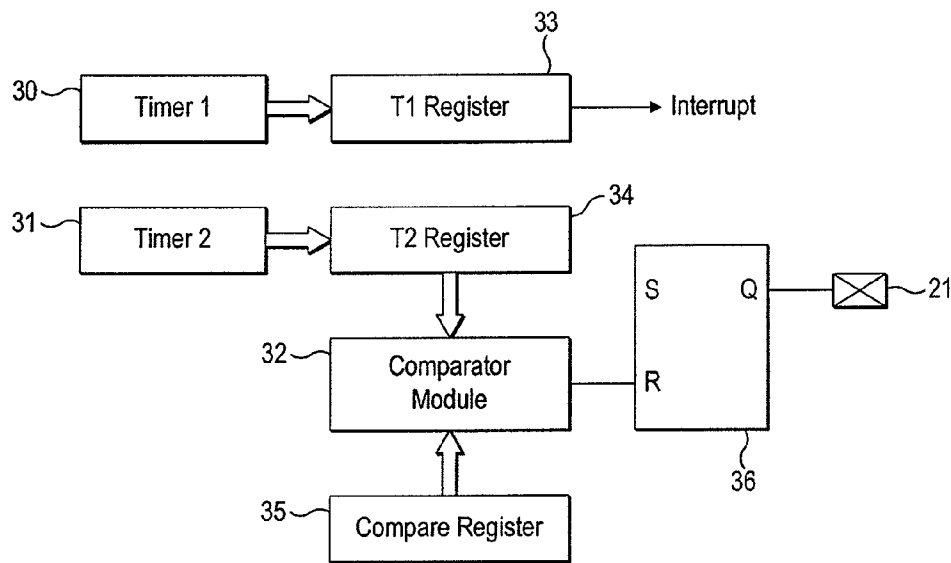 33
30
Timer 1
T1 Register
Interrupt
31
Timer 2
T2 Register
34
S
Q
21
32
Comparator
Module
R
36
35
Compare Register